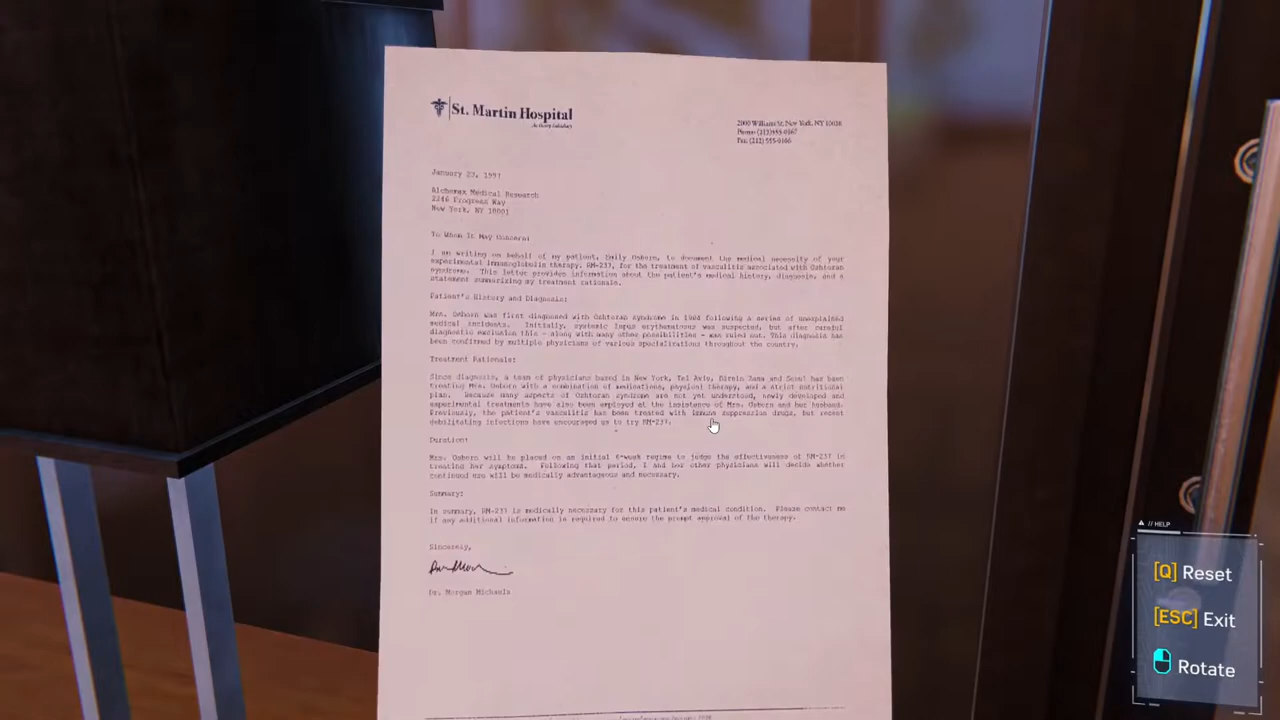 St. Martin Hospital
2000 Williams St, New York, NY 10036
January 23, 1997
Alchemax Medical Research
2246 Progress Way
New York, NY 10001
To Whom It May Concern:
I am writing on behalf of my patient, Emily Osborn, to document the medical necessity of your
experimental immunoglobulin therapy, for the treatment of vasculitis associated with Oshtoran
syndrome. This letter provides information about the patient's medical history, diagnosis, and a
statement summarizing my treatment rationale.
Patient's History and Diagnosis:
Mrs. Osborn was first diagnosed with Oshtoran syndrome in following a series of unexplained
medical incidents. Initially, systemic lupus erythematosus was suspected, but after careful
diagnostic exclusion this - along with many other possibilities - was ruled out. This diagnosis has
been confirmed by multiple physicians of various specializations throughout the country.
Treatment Rationale:
Since diagnosis, a team of physicians based in New York, Tel Aviv, Birnin Zana and Seoul has been
treating Mrs. Osborn with a combination of medications, physical therapy, and a strict nutritional
plan. Because many aspects of Oshtoran syndrome are not yet understood, newly developed and
experimental treatments have also been employed at the insistence of Mrs. Osborn and her husband.
Previously, the patient's vasculitis has been treated with immune suppression drugs, but recent
debilitating infections have encouraged us to try
Duration:
Mrs. Osborn will be placed on an initial 6-week regime to judge the effectiveness of in
treating her symptoms. Following that period, I and her other physicians will decide whether
continued use will be medically advantageous and necessary.
Summary:
In summary, is medically necessary for this patient's medical condition. Please contact me
if any additional information is required to ensure the prompt approval of the therapy.
Sincerely,
Dr. Morgan Michaels
// HELP
[Q] Reset
[ESC] Exit
Rotate